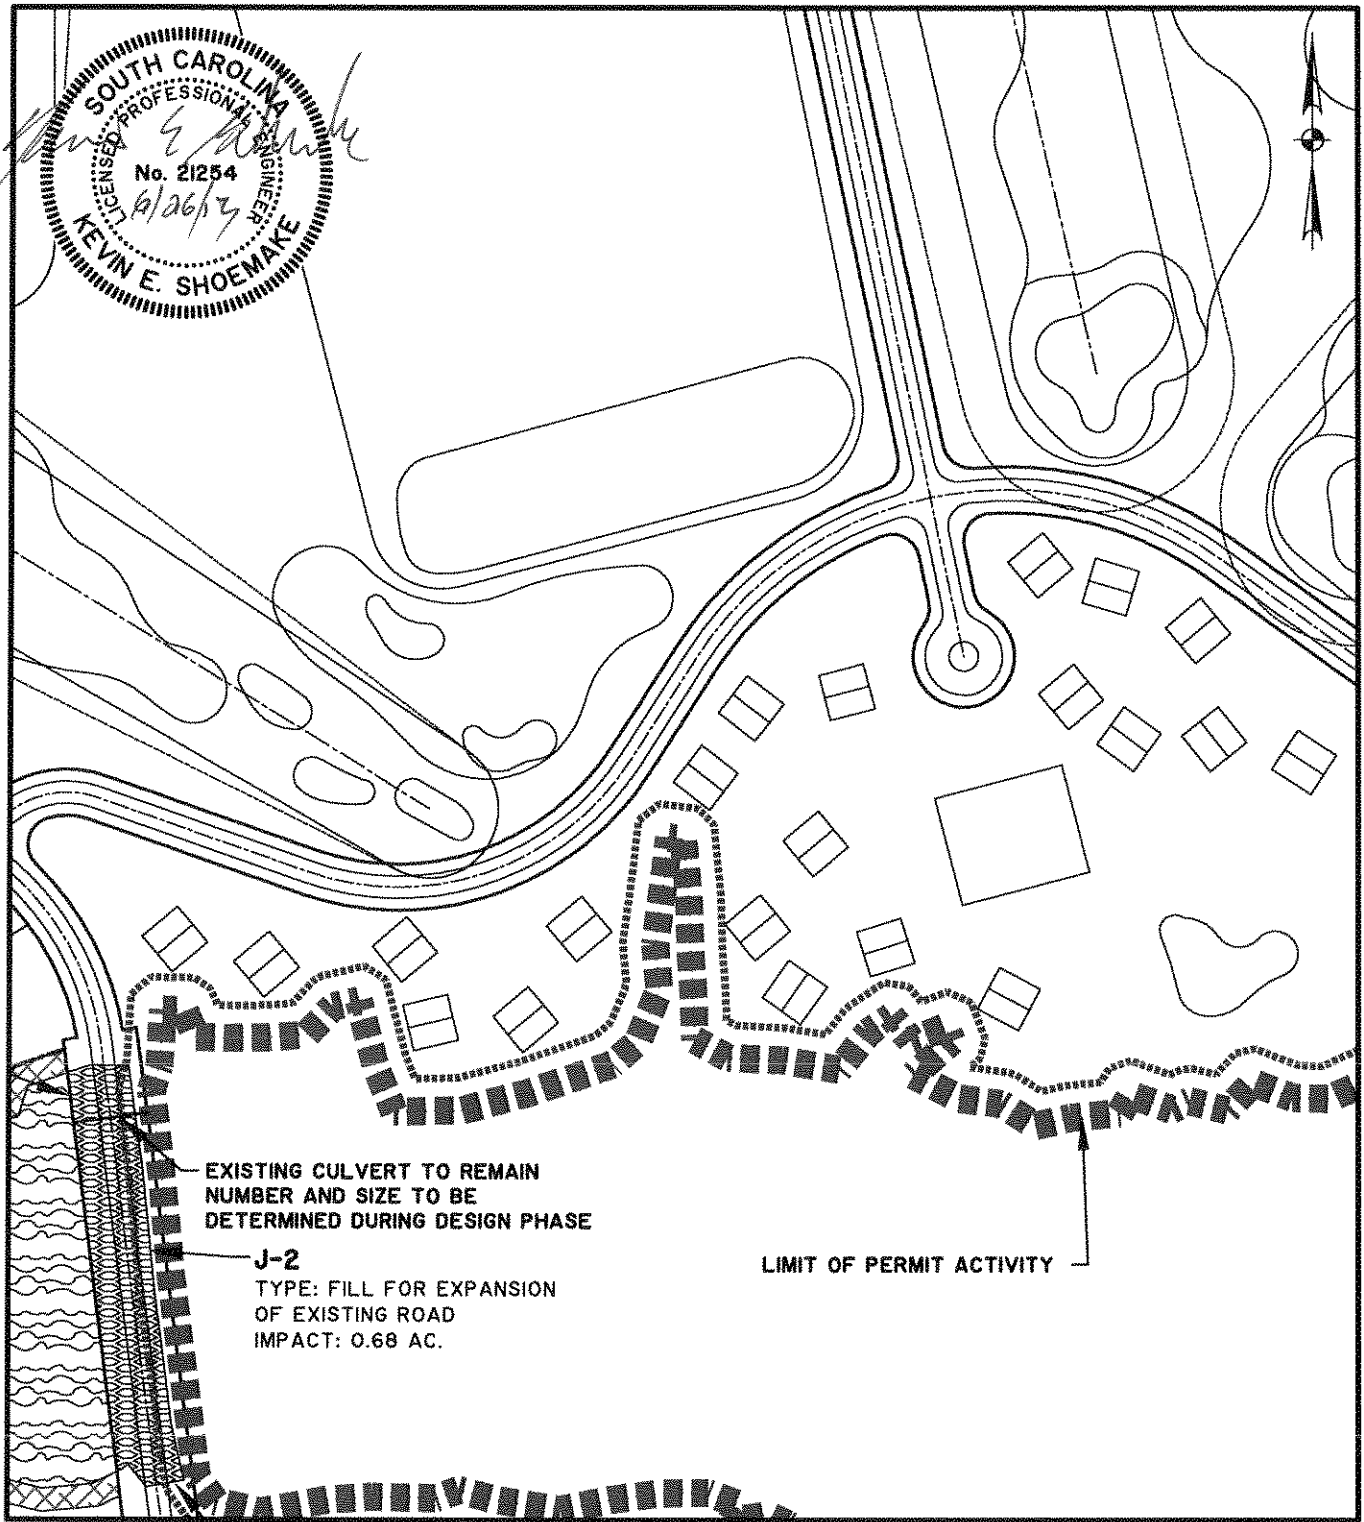 SOUTH CAROLINA
LICENSED PROFESSIONAL ENGINEER
No. 21254
KEVIN E. SHOEMAKE
EXISTING CULVERT TO REMAIN
NUMBER AND SIZE TO BE
DETERMINED DURING DESIGN PHASE
J-2
TYPE: FILL FOR EXPANSION
OF EXISTING ROAD
IMPACT: 0.68 AC.
LIMIT OF PERMIT ACTIVITY